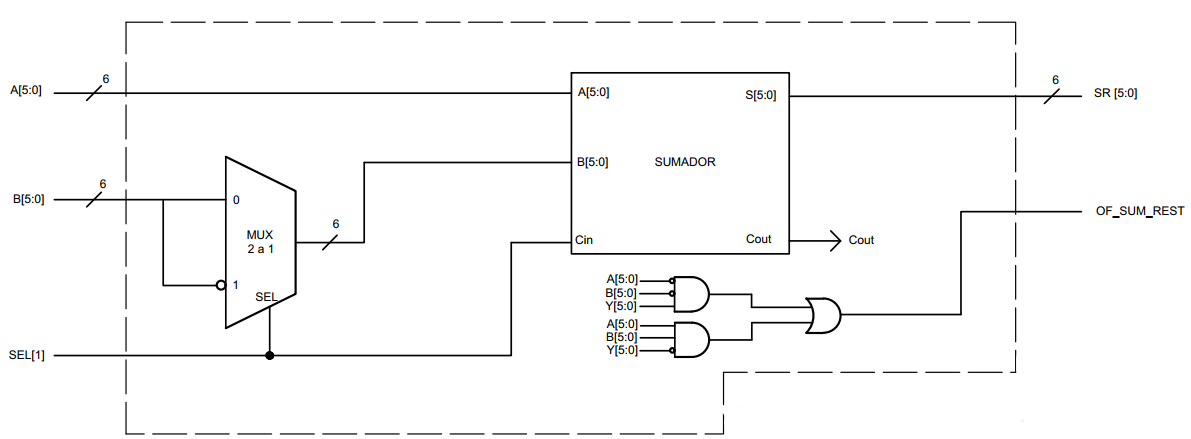 6
6
A[5:0]
A[5:0]
S[5:0]
SR [5:0]
B[5:0]
SUMADOR
6
B[5:0]
0
6
OF_SUM_REST
MUX
2 a 1
Cin
Cout
Cout
1
SEL
A[5:0]
B[5:0]
Y[5:0]
A[5:0]
B[5:0]
Y[5:0]
SEL[1]